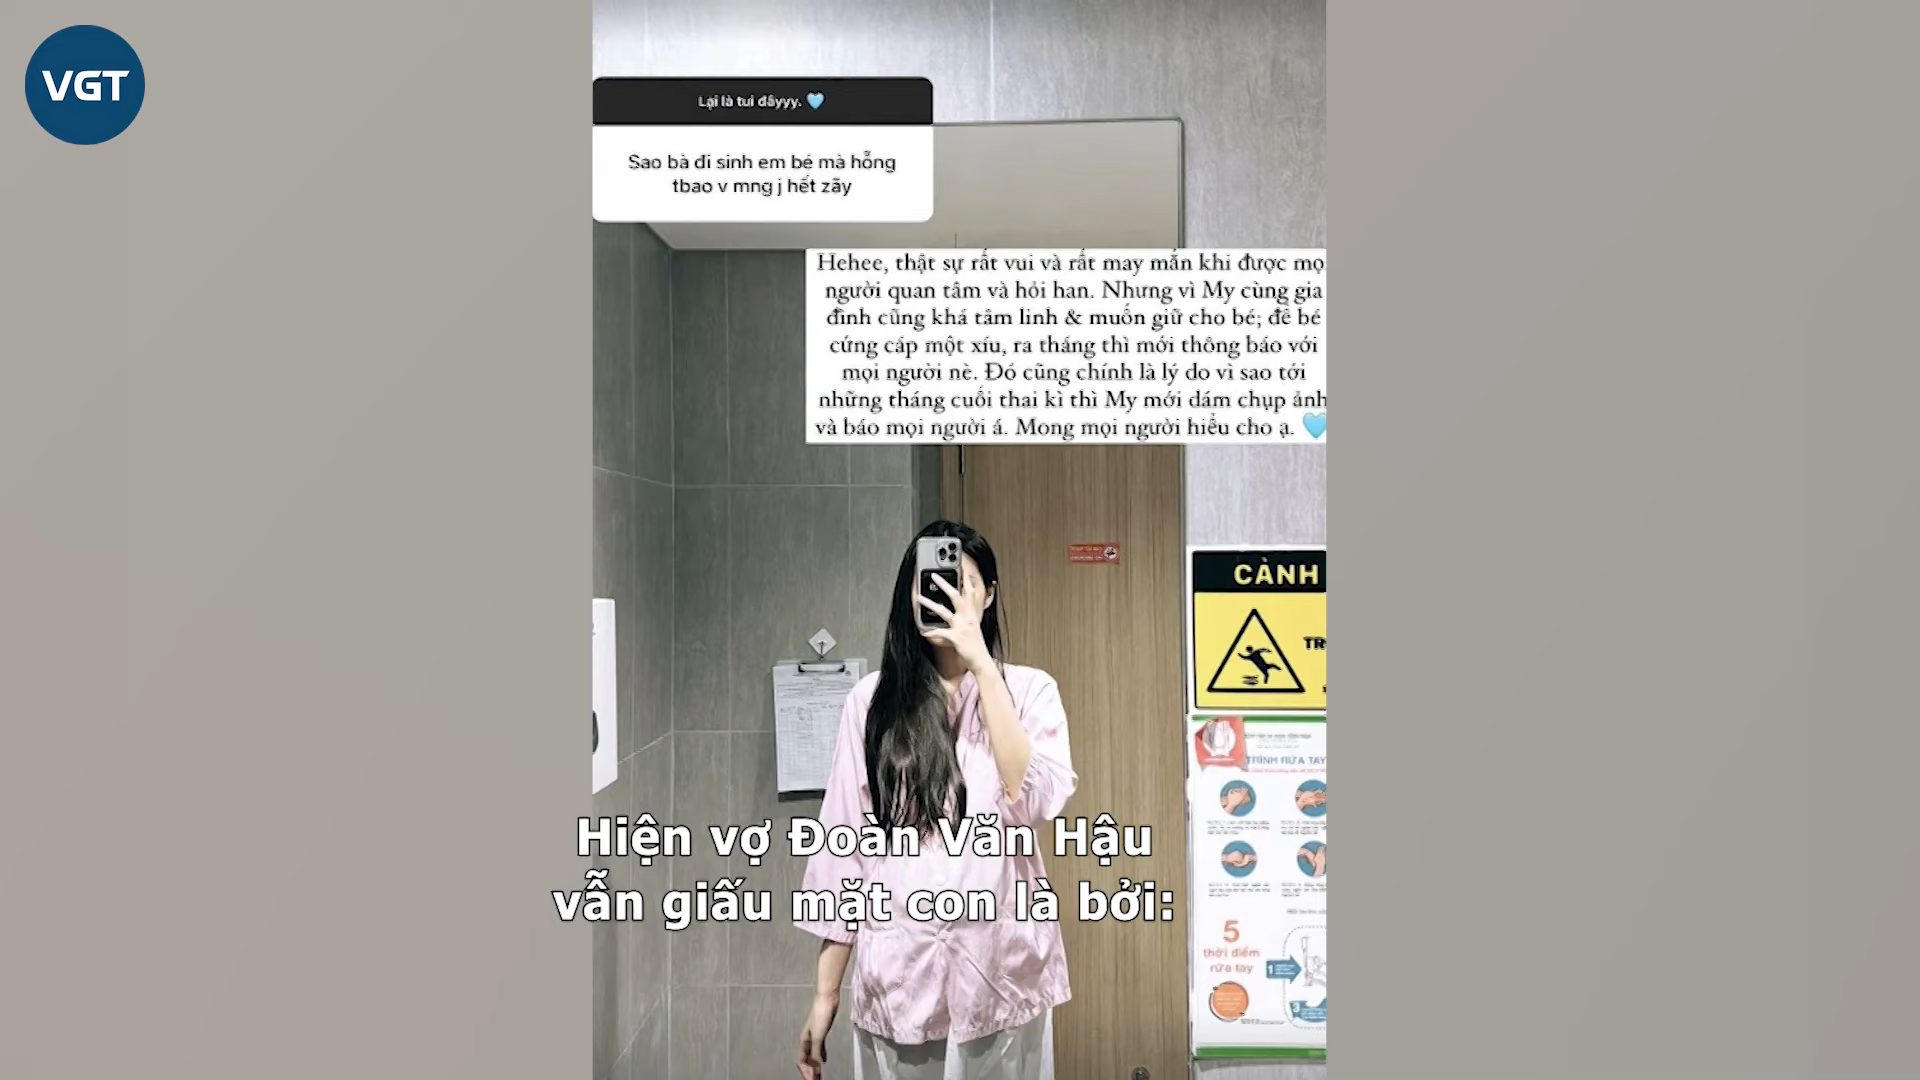 VGT
Lại là tui đâyyy. 🩵
Sao bà đi sinh em bé mà hỗng
tbao v mng j hết zãy
Hehee, thật sự rất vui và rất may mắn khi được mọ
người quan tâm và hỏi han. Nhưng vì My cùng gia
đình cũng khá tâm linh & muốn giữ cho bé; để bé
cứng cáp một xíu, ra tháng thì mới thông báo với
mọi người nè. Đó cũng chính là lý do vì sao tới
những tháng cuối thai kì thì My mới dám chụp ảnh
và báo mọi người á. Mong mọi người hiểu cho ạ. 🩵
CẢNH
TR
TRÌNH RỬA TAY
Hiện vợ Đoàn Văn Hậu
vẫn giấu mặt con là bởi:
5
thời điểm
rửa tay
1
3